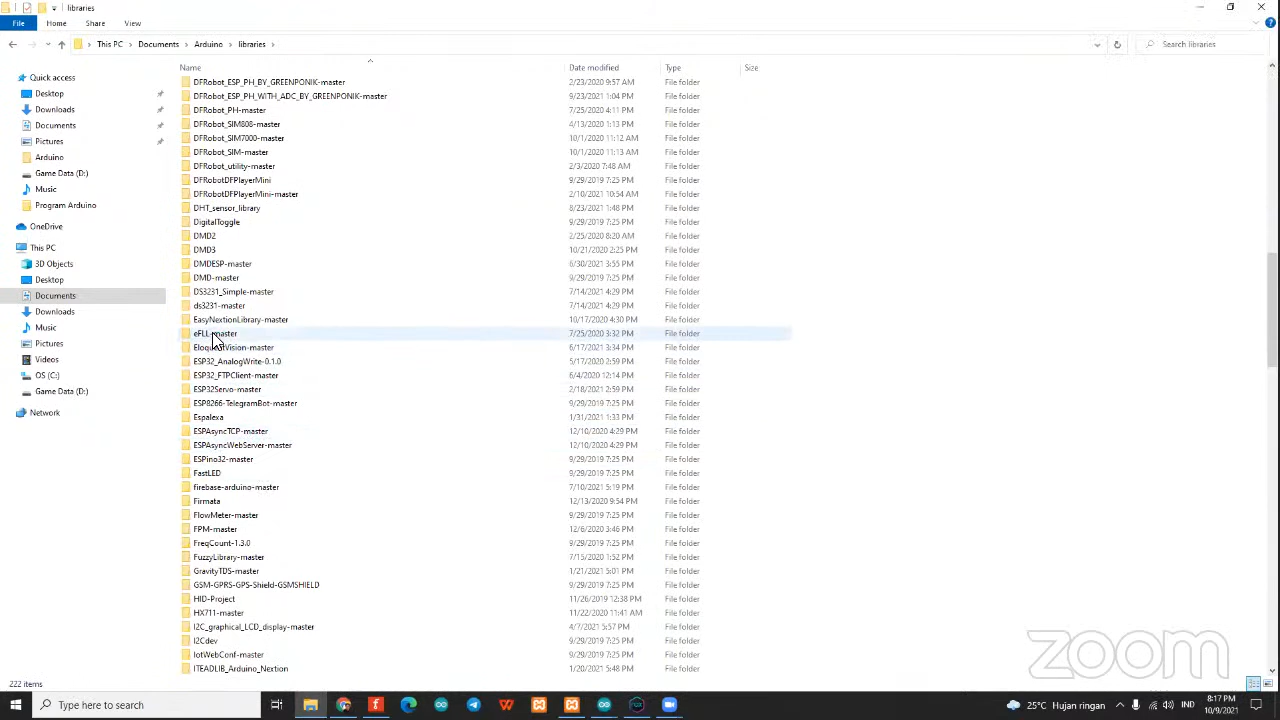 libraries
File Home Share View
This PC > Documents > Arduino > libraries >
Search libraries
Name Date modified Type Size
Quick access
Desktop
Downloads
Documents
Pictures
Arduino
Game Data (D:)
Music
Program Arduino
OneDrive
This PC
3D Objects
Desktop
Documents
Downloads
Music
Pictures
Videos
OS (C:)
Game Data (D:)
Network
DFRobot_ESP_PH_BY_GREENPONIK-master 2/23/2020 9:57 AM File folder
DFRobot_ESP_PH_WITH_ADC_BY_GREENPONIK-master 9/23/2021 1:04 PM File folder
DFRobot_PH-master 7/25/2020 4:11 PM File folder
DFRobot_SIM808-master 4/13/2020 1:13 PM File folder
DFRobot_SIM7000-master 10/1/2020 11:12 AM File folder
DFRobot_SIM-master 10/1/2020 11:13 AM File folder
DFRobot_utility-master 2/3/2020 7:48 AM File folder
DFRobotDFPlayerMini 9/29/2019 7:25 PM File folder
DFRobotDFPlayerMini-master 2/10/2021 10:54 AM File folder
DHT_sensor_library 8/23/2021 1:48 PM File folder
DigitalToggle 9/29/2019 7:25 PM File folder
DMD2 2/25/2020 8:20 AM File folder
DMD3 10/21/2020 2:25 PM File folder
DMDESP-master 6/30/2021 3:55 PM File folder
DMD-master 9/29/2019 7:25 PM File folder
DS3231_Simple-master 7/14/2021 4:29 PM File folder
ds3231-master 7/14/2021 4:29 PM File folder
EasyNextionLibrary-master 10/17/2020 4:30 PM File folder
eFLL-master 7/25/2020 3:32 PM File folder
EloquentVision-master 6/17/2021 3:34 PM File folder
ESP32_AnalogWrite-0.1.0 5/17/2020 2:59 PM File folder
ESP32_FTPClient-master 6/4/2020 12:14 PM File folder
ESP32Servo-master 2/18/2021 2:59 PM File folder
ESP8266-TelegramBot-master 9/29/2019 7:25 PM File folder
Espalexa 1/31/2021 1:33 PM File folder
ESPAsyncTCP-master 12/10/2020 4:29 PM File folder
ESPAsyncWebServer-master 12/10/2020 4:29 PM File folder
ESPino32-master 9/29/2019 7:25 PM File folder
FastLED 9/29/2019 7:25 PM File folder
firebase-arduino-master 7/10/2021 5:19 PM File folder
Firmata 12/13/2020 9:54 PM File folder
FlowMeter-master 9/29/2019 7:25 PM File folder
FPM-master 12/6/2020 3:46 PM File folder
FreqCount-1.3.0 9/29/2019 7:25 PM File folder
FuzzyLibrary-master 7/15/2020 1:52 PM File folder
GravityTDS-master 1/21/2021 5:01 PM File folder
GSM-GPRS-GPS-Shield-GSMSHIELD 9/29/2019 7:25 PM File folder
HID-Project 11/26/2019 12:38 PM File folder
HX711-master 11/22/2020 11:41 AM File folder
I2C_graphical_LCD_display-master 4/7/2021 5:57 PM File folder
I2Cdev 9/29/2019 7:25 PM File folder
IotWebConf-master 9/29/2019 7:25 PM File folder
ITEADLIB_Arduino_Nextion 1/20/2021 5:48 PM File folder
zoom
222 items
Type here to search
25°C Hujan ringan
IND
8:17 PM
10/9/2021